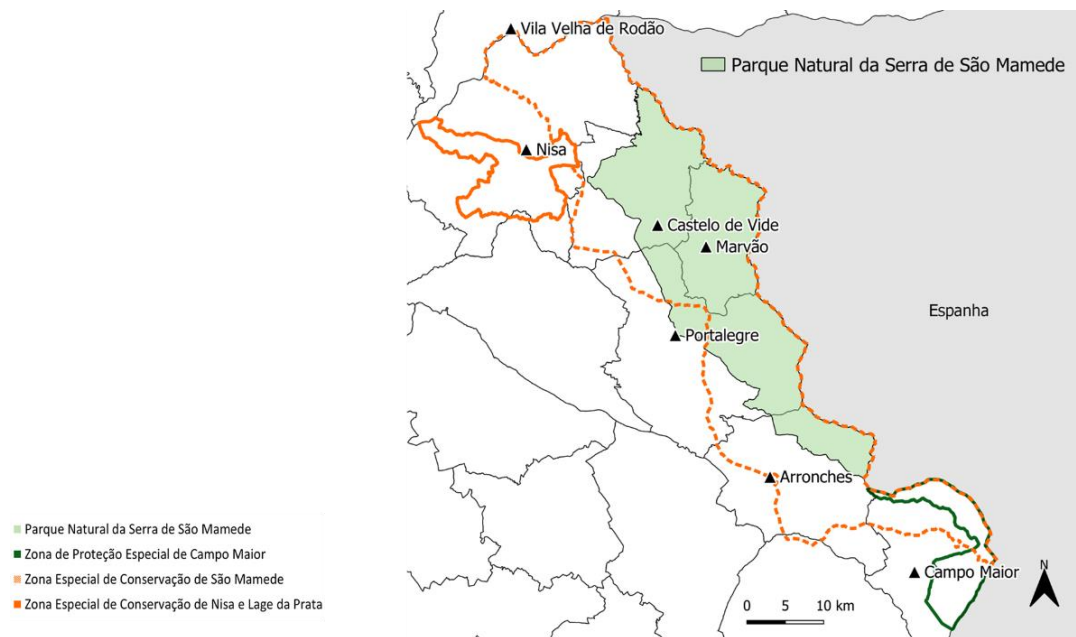 Vila Velha de Rodão
Parque Natural da Serra de São Mamede
Nisa
Castelo de Vide
Marvão
Espanha
Portalegre
Arronches
Campo Maior
N
0 5 10 km
Parque Natural da Serra de São Mamede
Zona de Proteção Especial de Campo Maior
Zona Especial de Conservação de São Mamede
Zona Especial de Conservação de Nisa e Lage da Prata